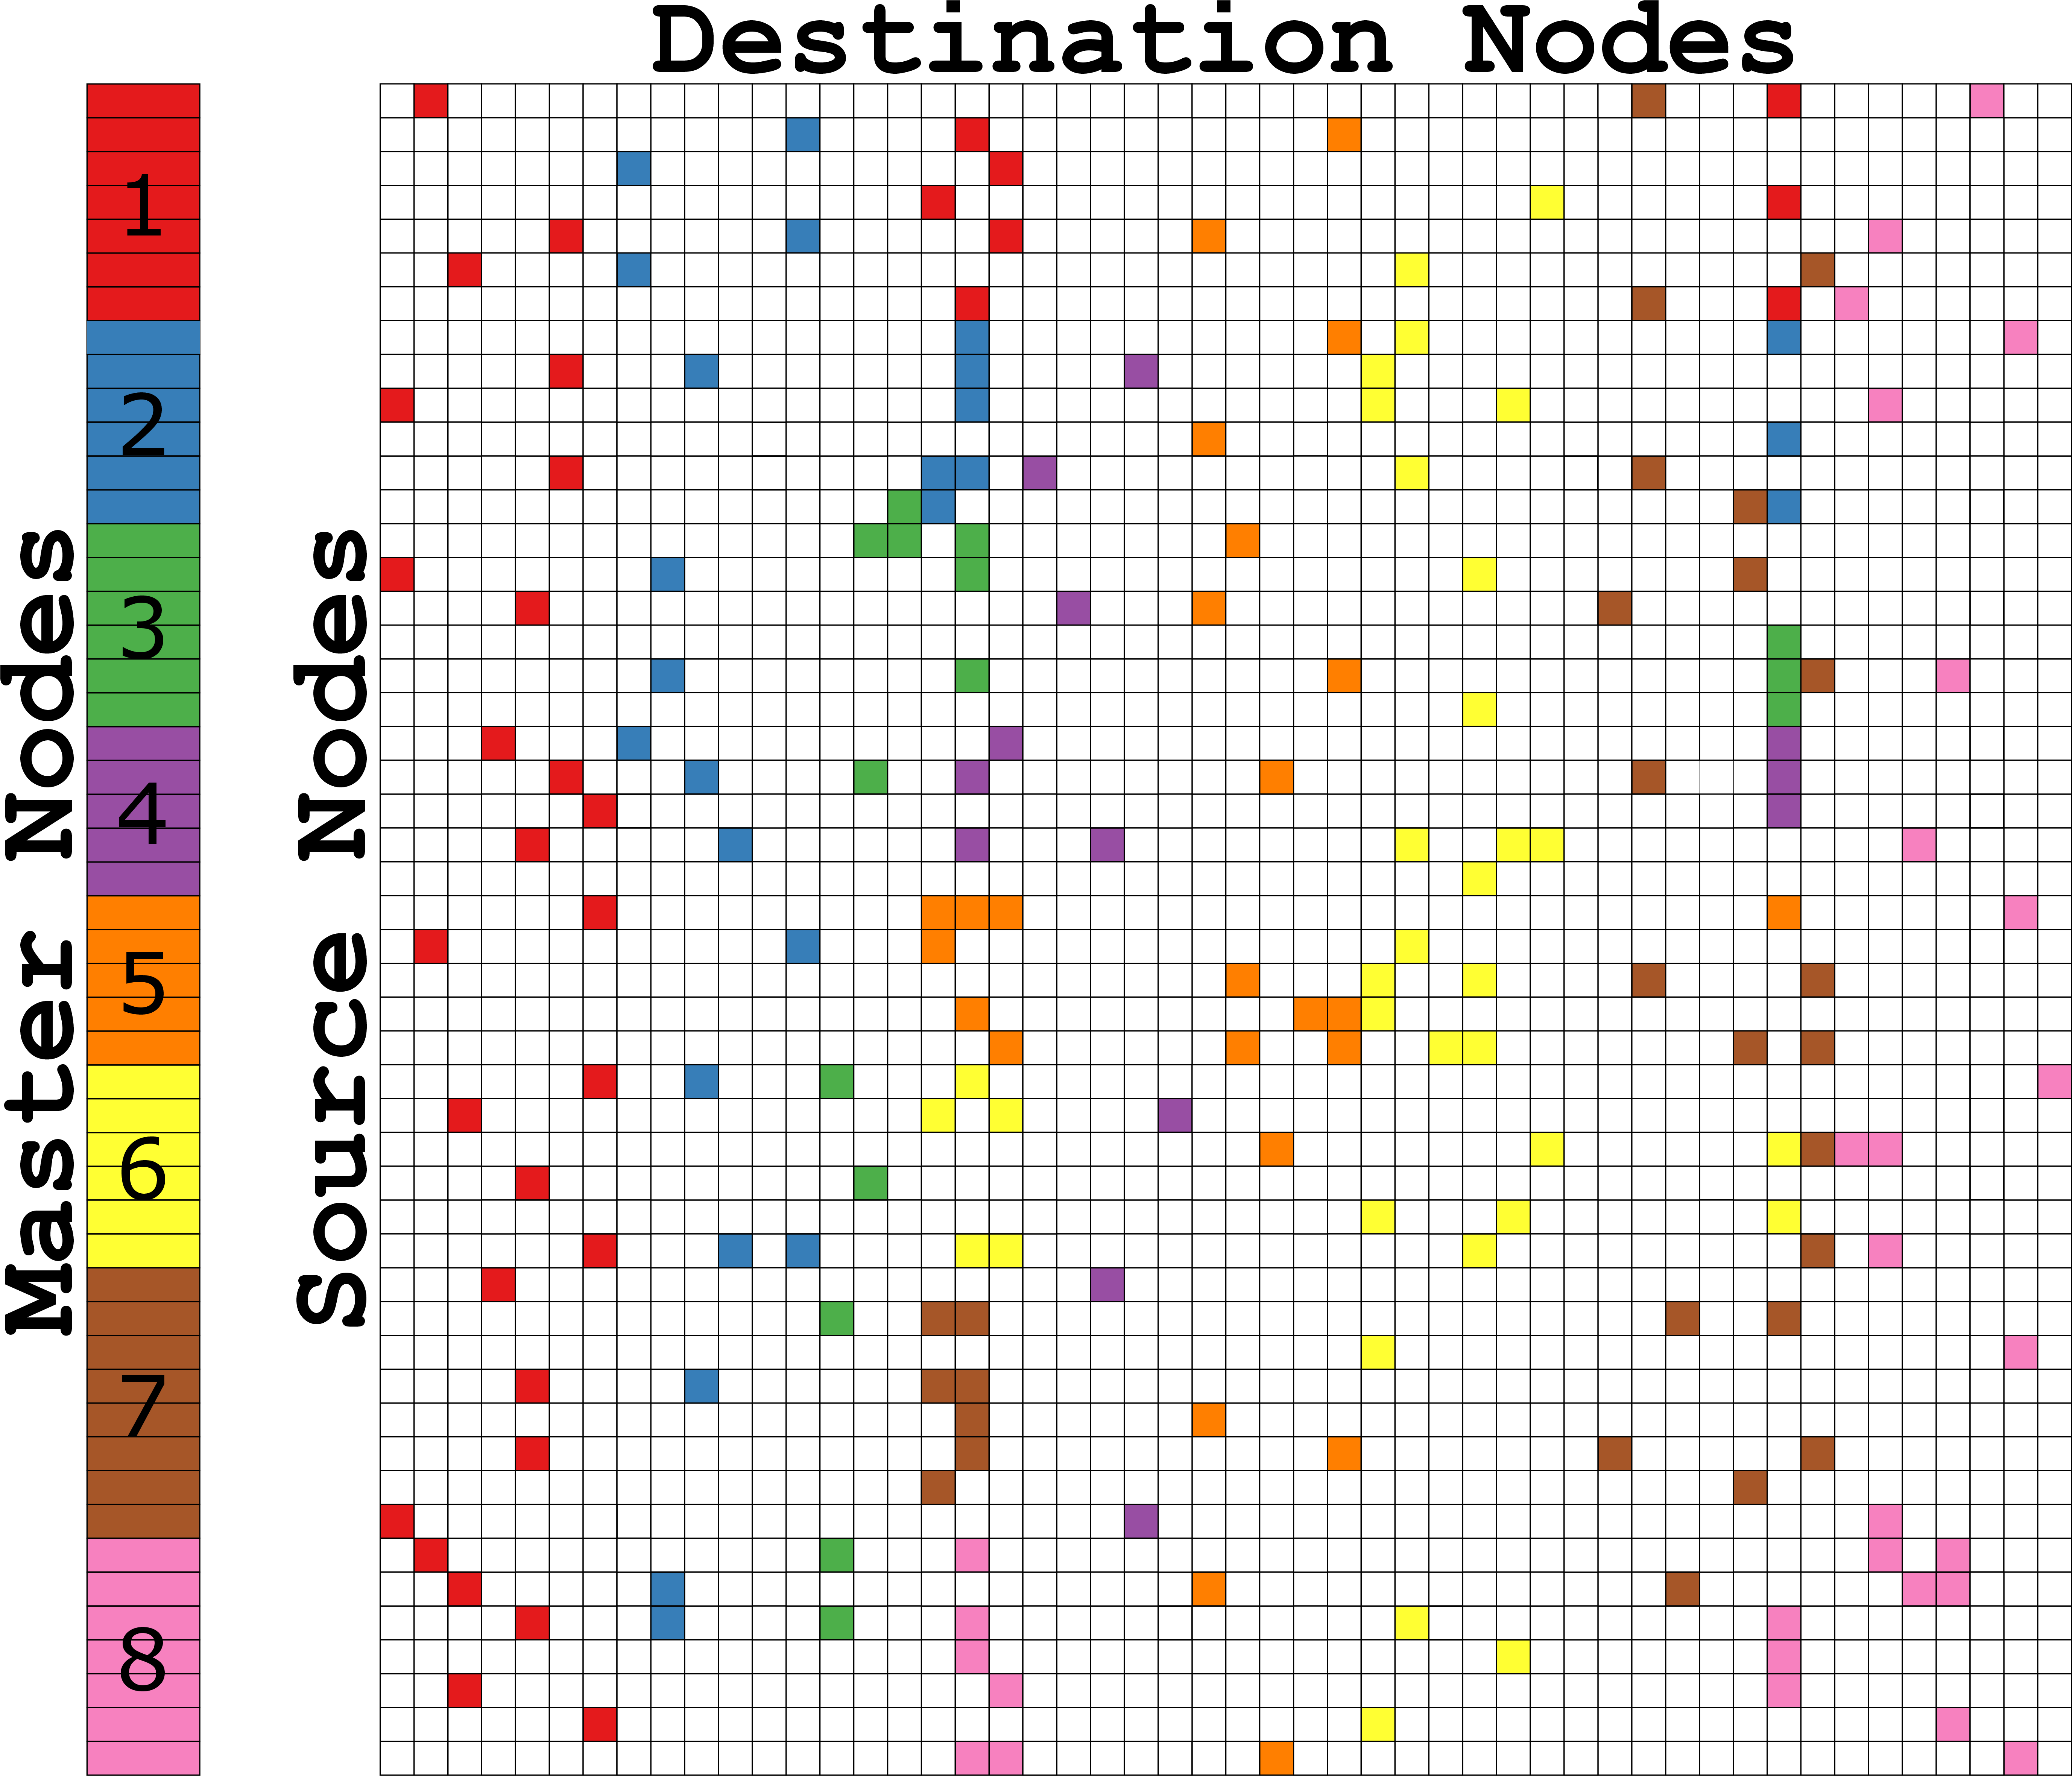 Destination Nodes
Master Nodes
Source Nodes
1
2
3
4
5
6
7
8